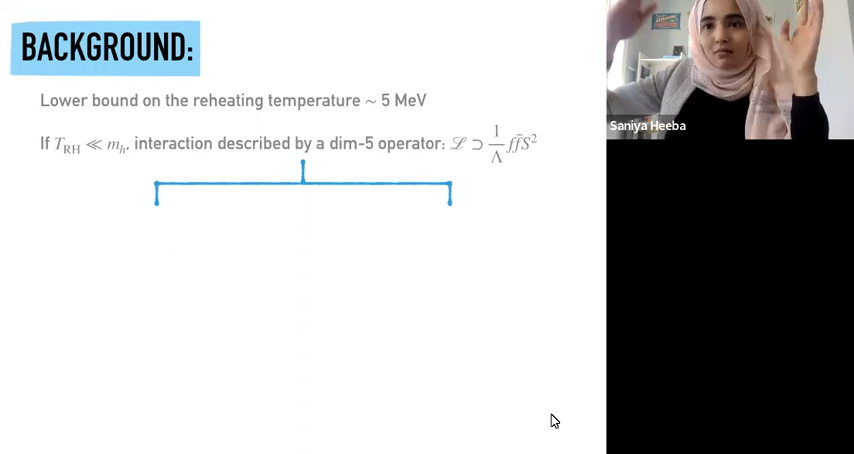 BACKGROUND:
Lower bound on the reheating temperature ~ 5 MeV
If T_RH ≪ m_h, interaction described by a dim-5 operator: ℒ ⊃ 1/Λ f f̄ S²
Saniya Heeba